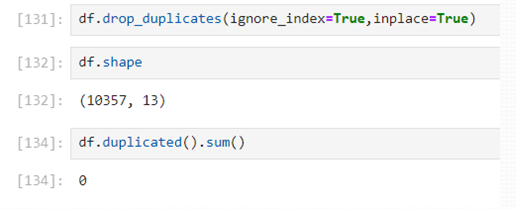 [131]: df.drop_duplicates(ignore_index=True,inplace=True)
[132]: df.shape
[132]: (10357, 13)
[134]: df.duplicated().sum()
[134]: 0